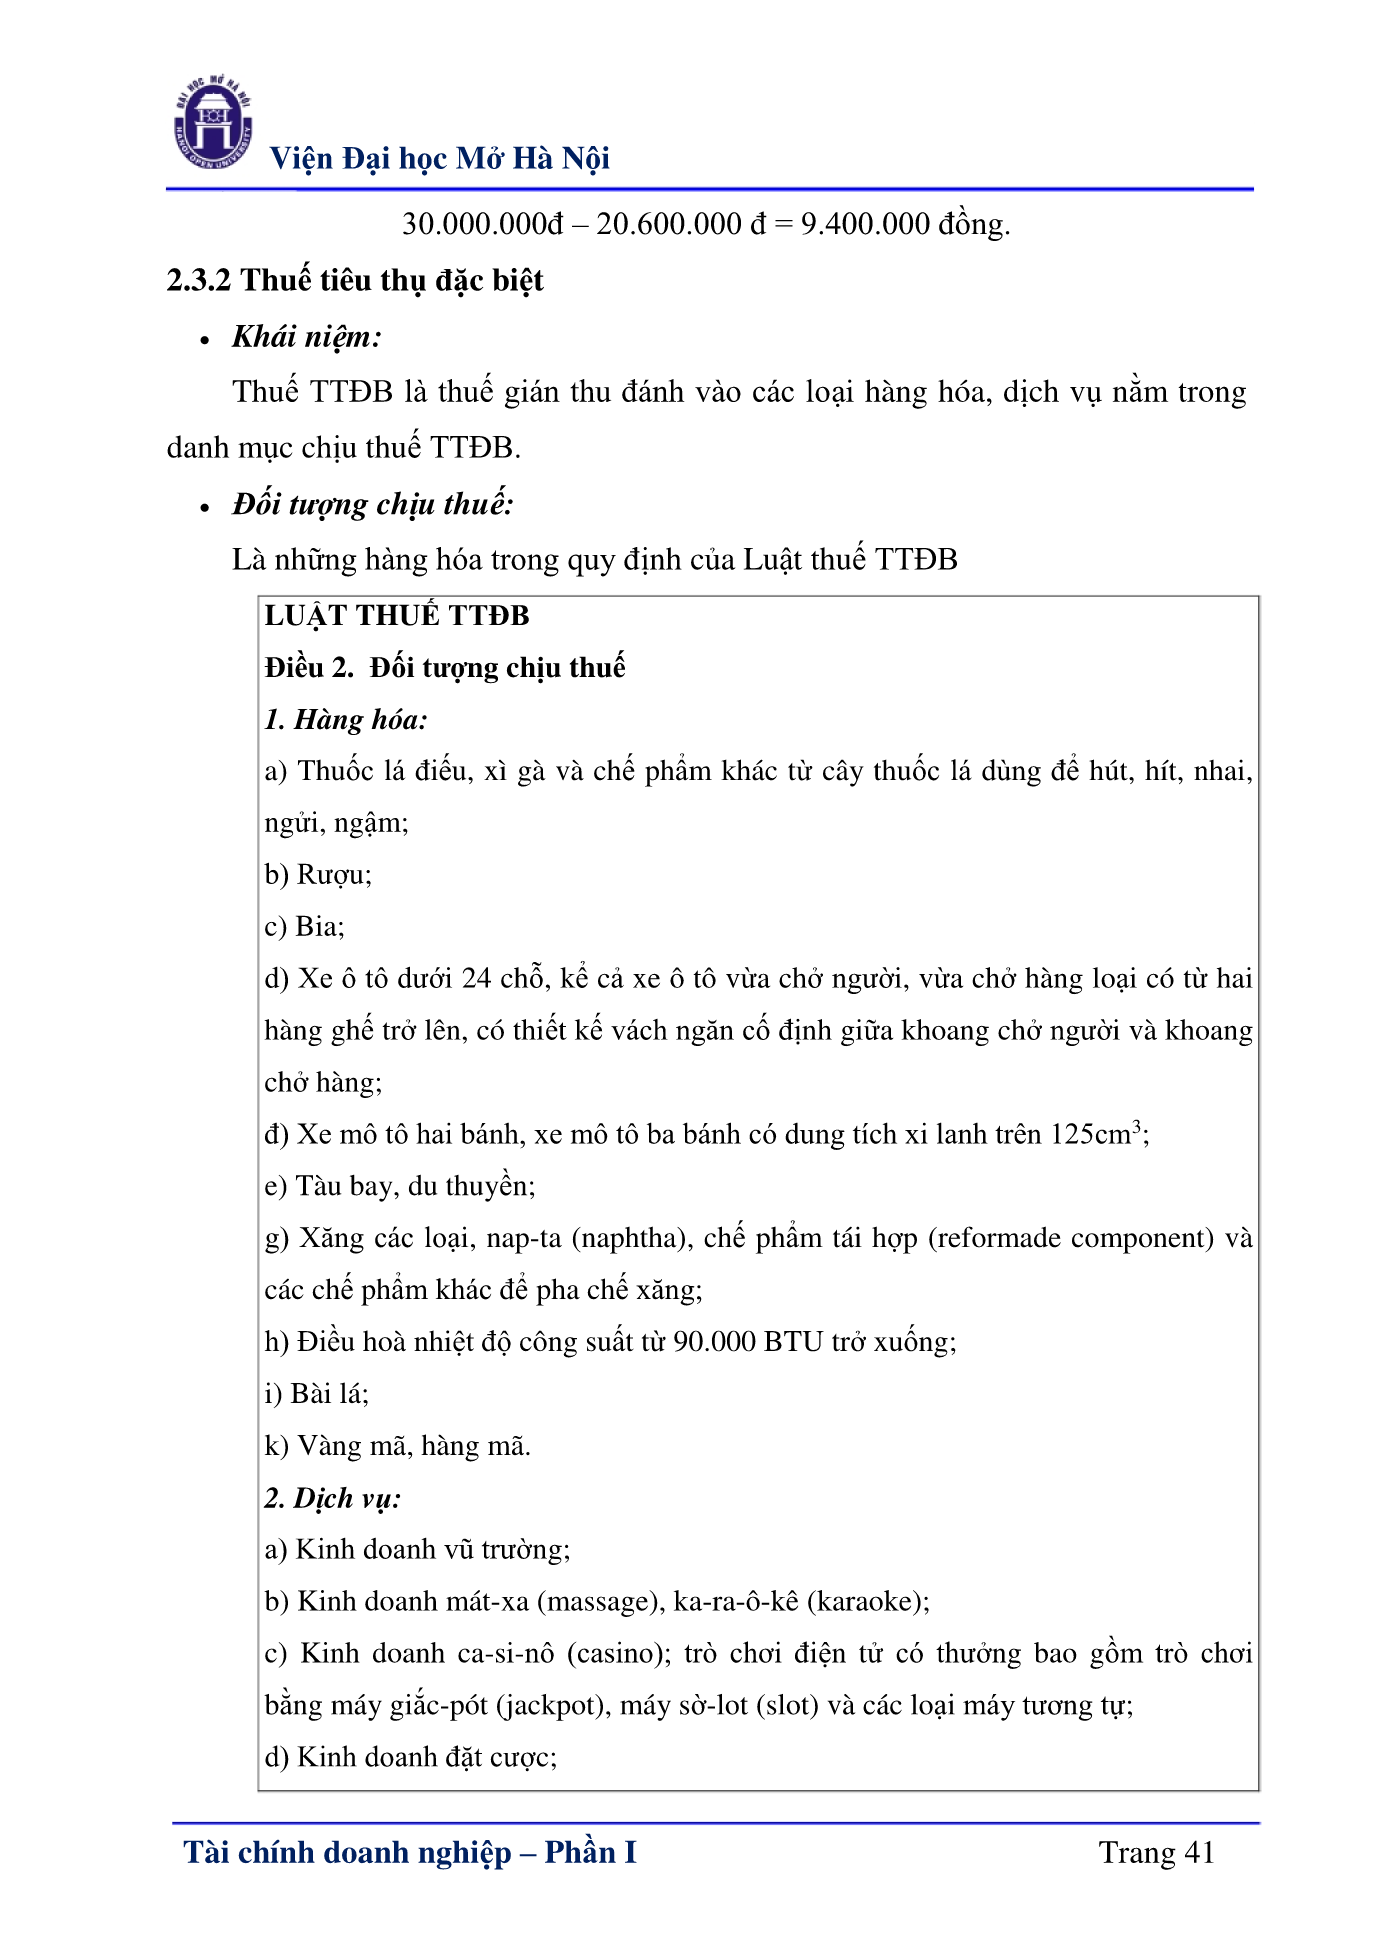 ĐẠI HỌC MỞ HÀ NỘI
HANOI OPEN UNIVERSITY
Viện Đại học Mở Hà Nội
30.000.000đ – 20.600.000 đ = 9.400.000 đồng.
2.3.2 Thuế tiêu thụ đặc biệt
• Khái niệm:
Thuế TTĐB là thuế gián thu đánh vào các loại hàng hóa, dịch vụ nằm trong
danh mục chịu thuế TTĐB.
• Đối tượng chịu thuế:
Là những hàng hóa trong quy định của Luật thuế TTĐB
LUẬT THUẾ TTĐB
Điều 2.  Đối tượng chịu thuế
1. Hàng hóa:
a) Thuốc lá điếu, xì gà và chế phẩm khác từ cây thuốc lá dùng để hút, hít, nhai,
ngửi, ngậm;
b) Rượu;
c) Bia;
d) Xe ô tô dưới 24 chỗ, kể cả xe ô tô vừa chở người, vừa chở hàng loại có từ hai
hàng ghế trở lên, có thiết kế vách ngăn cố định giữa khoang chở người và khoang
chở hàng;
đ) Xe mô tô hai bánh, xe mô tô ba bánh có dung tích xi lanh trên 125cm³;
e) Tàu bay, du thuyền;
g) Xăng các loại, nap-ta (naphtha), chế phẩm tái hợp (reformade component) và
các chế phẩm khác để pha chế xăng;
h) Điều hoà nhiệt độ công suất từ 90.000 BTU trở xuống;
i) Bài lá;
k) Vàng mã, hàng mã.
2. Dịch vụ:
a) Kinh doanh vũ trường;
b) Kinh doanh mát-xa (massage), ka-ra-ô-kê (karaoke);
c) Kinh doanh ca-si-nô (casino); trò chơi điện tử có thưởng bao gồm trò chơi
bằng máy giắc-pót (jackpot), máy sờ-lot (slot) và các loại máy tương tự;
d) Kinh doanh đặt cược;
Tài chính doanh nghiệp – Phần I Trang 41